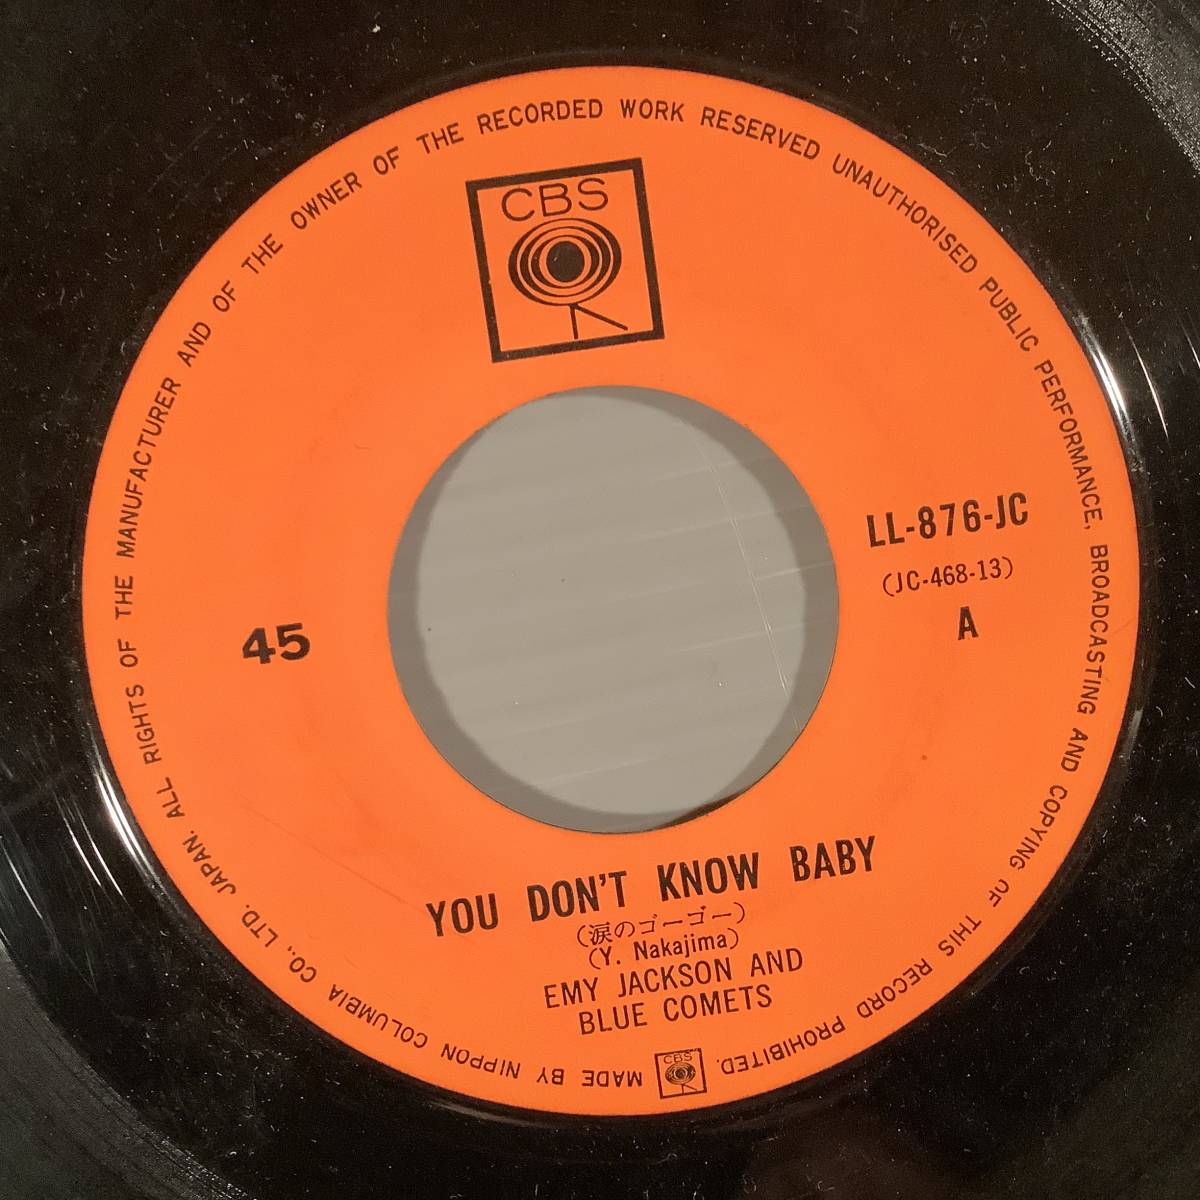 CBS
LL-876-JC
(JC-468-13)
A
45
YOU DON'T KNOW BABY
(涙のゴーゴー)
(Y. Nakajima)
EMY JACKSON AND
BLUE COMETS
MADE BY NIPPON COLUMBIA CO., LTD. JAPAN. ALL RIGHTS OF THE MANUFACTURER AND OF THE OWNER OF THE RECORDED WORK RESERVED UNAUTHORISED PUBLIC PERFORMANCE, BROADCASTING AND COPYING OF THIS RECORD PROHIBITED.
CBS